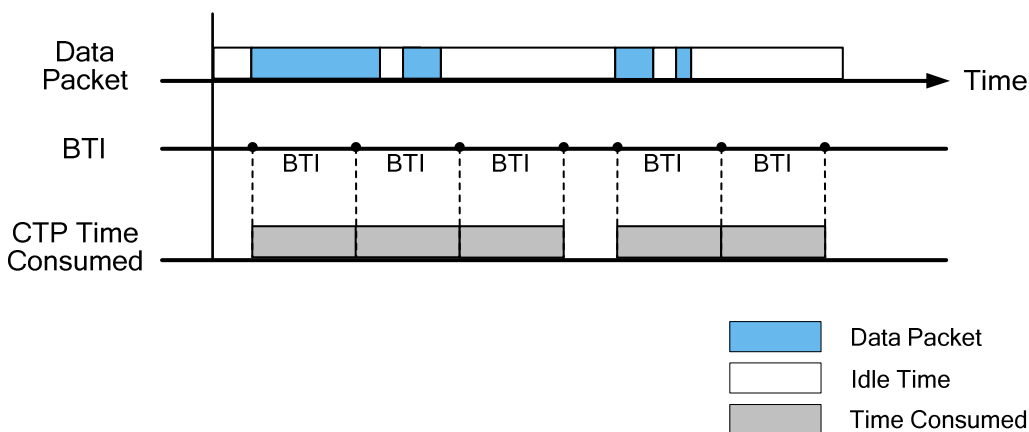 Data
Packet
Time
BTI
BTI
BTI
BTI
BTI
BTI
CTP Time
Consumed
Data Packet
Idle Time
Time Consumed